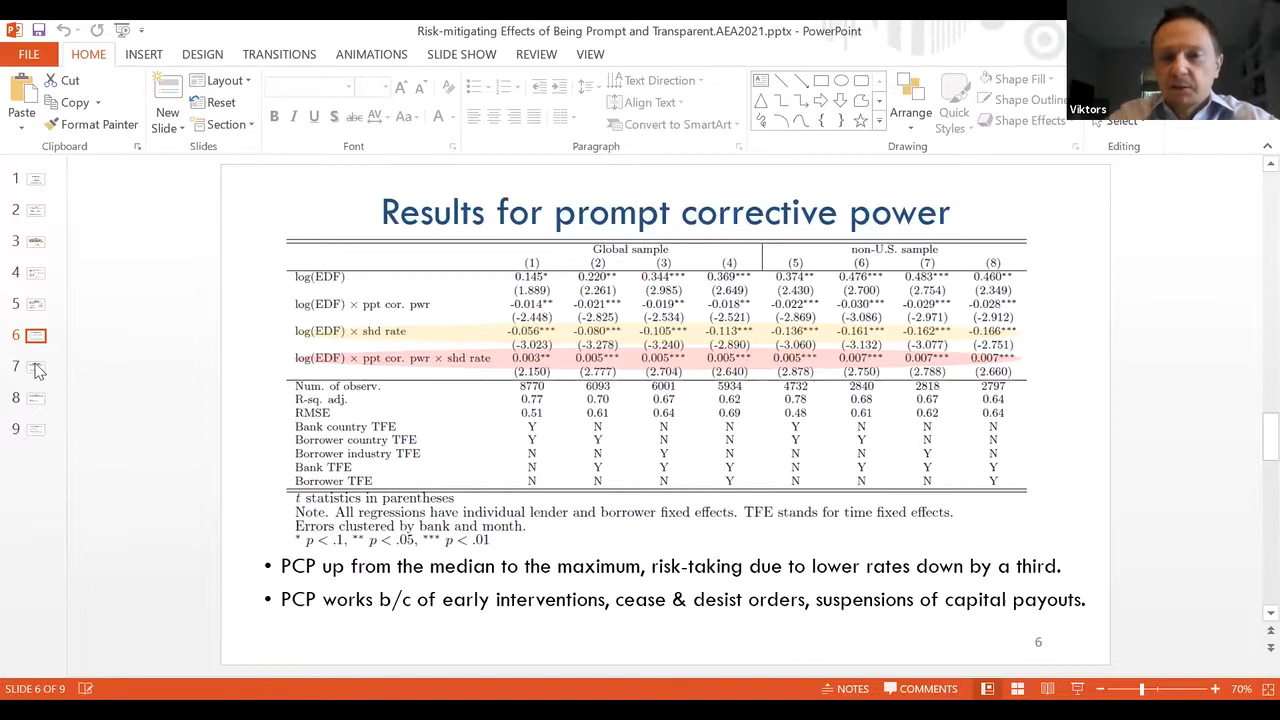 Risk-mitigating Effects of Being Prompt and Transparent.AEA2021.pptx - PowerPoint
FILE HOME INSERT DESIGN TRANSITIONS ANIMATIONS SLIDE SHOW REVIEW VIEW
Viktors
Paste
Cut
Copy
Format Painter
Clipboard
New
Slide
Layout
Reset
Section
Slides
B I U S abc AV Aa A
Font
Text Direction
Align Text
Convert to SmartArt
Paragraph
Arrange
Quick
Styles
Shape Fill
Shape Outline
Shape Effects
Drawing
Select
Editing
1
2
3
4
5
6
7
8
9
Results for prompt corrective power
Global sample non-U.S. sample
(1) (2) (3) (4) (5) (6) (7) (8)
log(EDF) 0.145* 0.220** 0.344*** 0.369*** 0.374** 0.476*** 0.483*** 0.460**
(1.889) (2.261) (2.985) (2.649) (2.430) (2.700) (2.754) (2.349)
log(EDF) × ppt cor. pwr -0.014** -0.021*** -0.019** -0.018** -0.022*** -0.030*** -0.029*** -0.028***
(-2.448) (-2.825) (-2.534) (-2.521) (-2.869) (-3.086) (-2.971) (-2.912)
log(EDF) × shd rate -0.056*** -0.080*** -0.105*** -0.113*** -0.136*** -0.161*** -0.162*** -0.166***
(-3.023) (-3.278) (-3.240) (-2.890) (-3.060) (-3.132) (-3.077) (-2.751)
log(EDF) × ppt cor. pwr × shd rate 0.003** 0.005*** 0.005*** 0.005*** 0.005*** 0.007*** 0.007*** 0.007***
(2.150) (2.777) (2.704) (2.640) (2.878) (2.750) (2.788) (2.660)
Num. of observ. 8770 6093 6001 5934 4732 2840 2818 2797
R-sq. adj. 0.77 0.70 0.67 0.62 0.78 0.68 0.67 0.64
RMSE 0.51 0.61 0.64 0.69 0.48 0.61 0.62 0.64
Bank country TFE Y N N N Y N N N
Borrower country TFE Y Y N N Y Y N N
Borrower industry TFE N N Y N N N Y N
Bank TFE N Y Y Y N Y Y Y
Borrower TFE N N N Y N N N Y
t statistics in parentheses
Note. All regressions have individual lender and borrower fixed effects. TFE stands for time fixed effects.
Errors clustered by bank and month.
* p < .1, ** p < .05, *** p < .01
• PCP up from the median to the maximum, risk-taking due to lower rates down by a third.
• PCP works b/c of early interventions, cease & desist orders, suspensions of capital payouts.
6
SLIDE 6 OF 9
NOTES
COMMENTS
70%